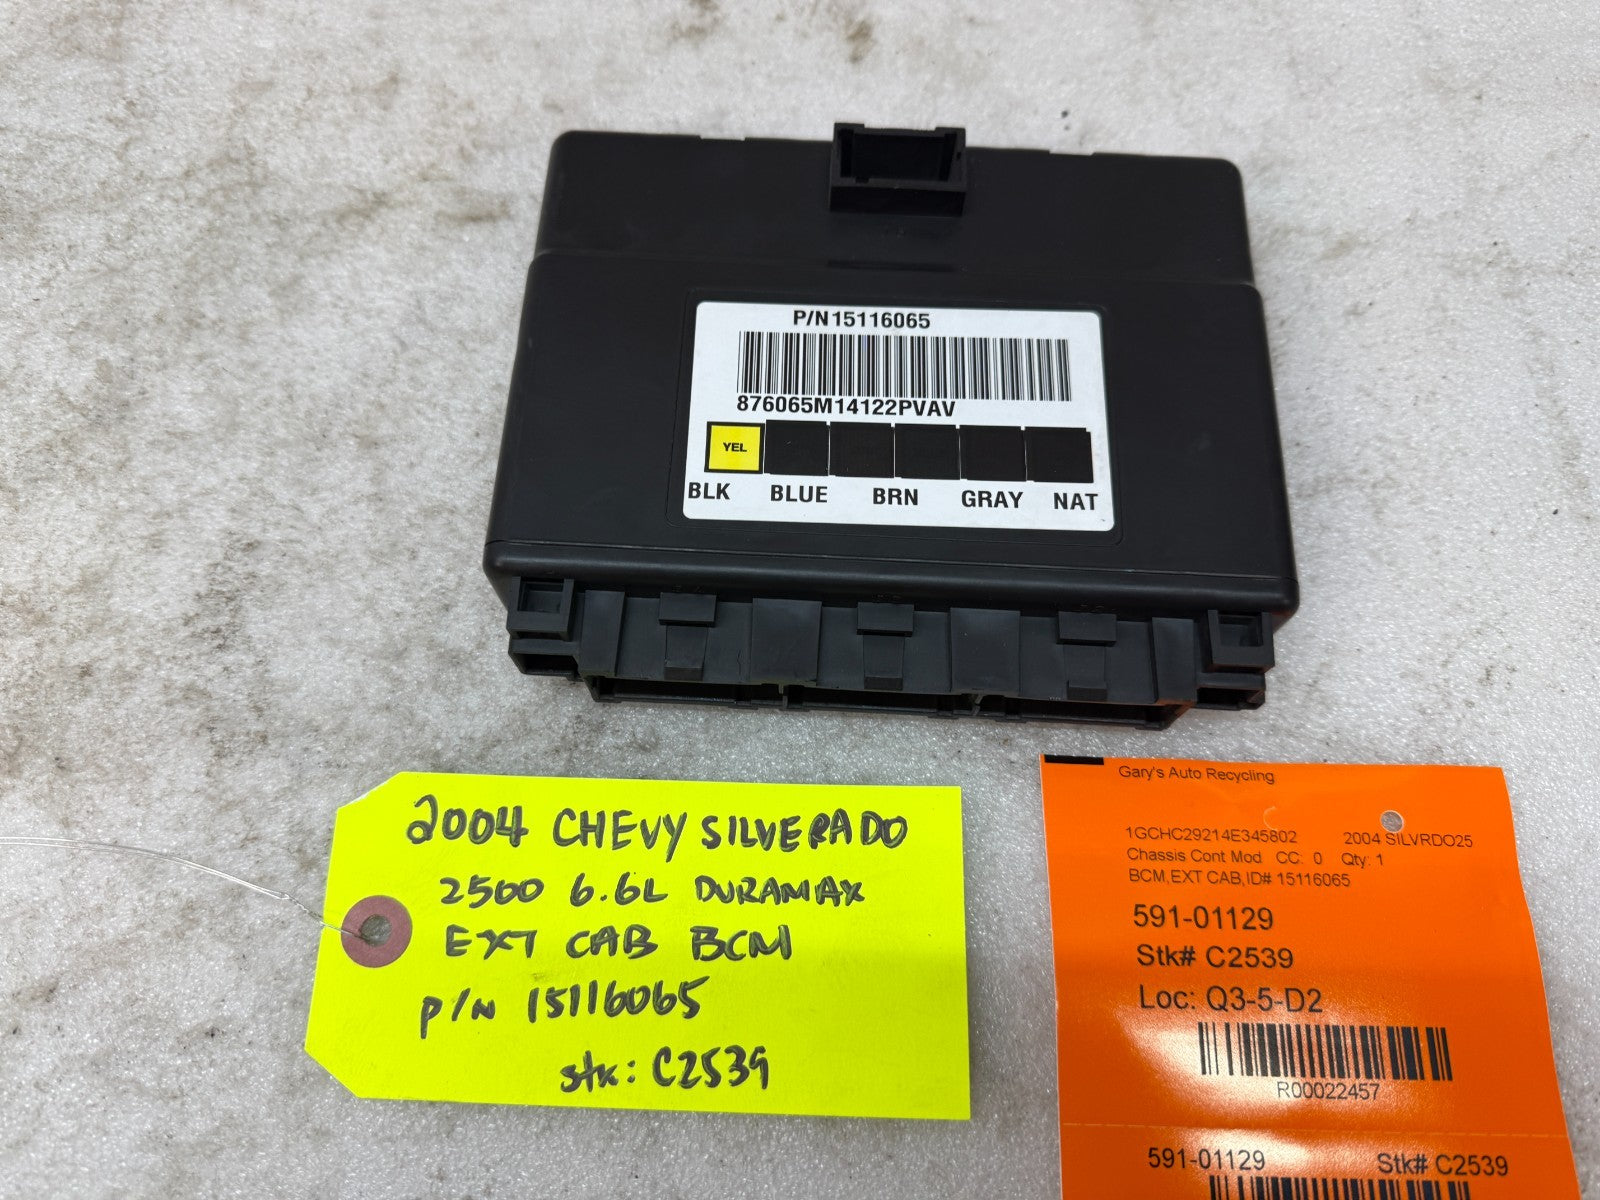 P/N15116065
876065M14122PVAV
YEL
BLK BLUE BRN GRAY NAT
2004 CHEVY SILVERADO
2500 6.6L DURAMAX
EXT CAB BCM
P/N 15116065
stk: C2539
Gary's Auto Recycling
1GCHC29214E345802 2004 SILVRDO25
Chassis Cont Mod CC: 0 Qty: 1
BCM,EXT CAB,ID# 15116065
591-01129
Stk# C2539
Loc: Q3-5-D2
R00022457
591-01129 Stk# C2539